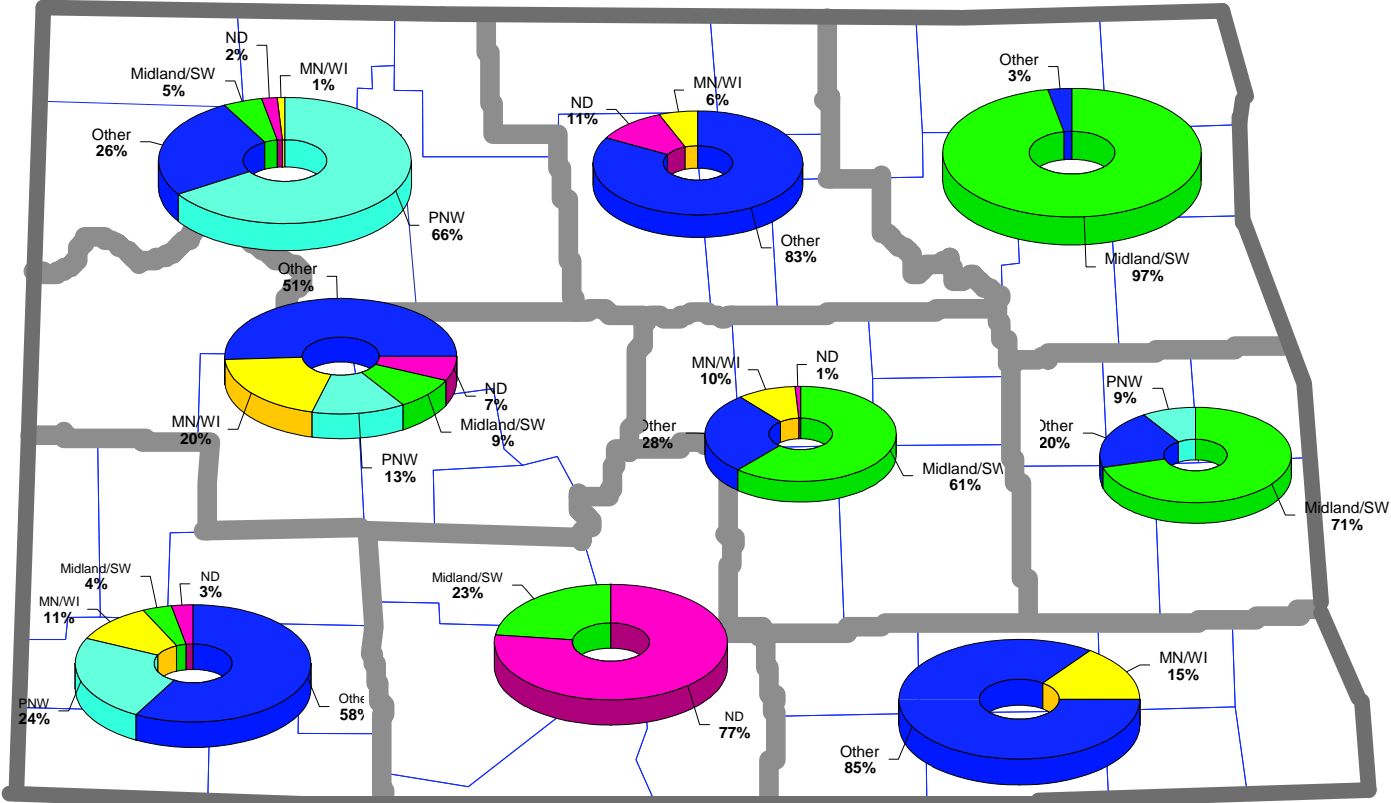 ND
2%
MN/WI
1%
Midland/SW
5%
Other
26%
PNW
66%
MN/WI
6%
ND
11%
Other
83%
Other
3%
Midland/SW
97%
Other
51%
ND
7%
Midland/SW
9%
PNW
13%
MN/WI
20%
MN/WI
10%
ND
1%
Other
28%
Midland/SW
61%
PNW
9%
Other
20%
Midland/SW
71%
Midland/SW
4%
ND
3%
MN/WI
11%
PNW
24%
Othe
58%
Midland/SW
23%
ND
77%
MN/WI
15%
Other
85%